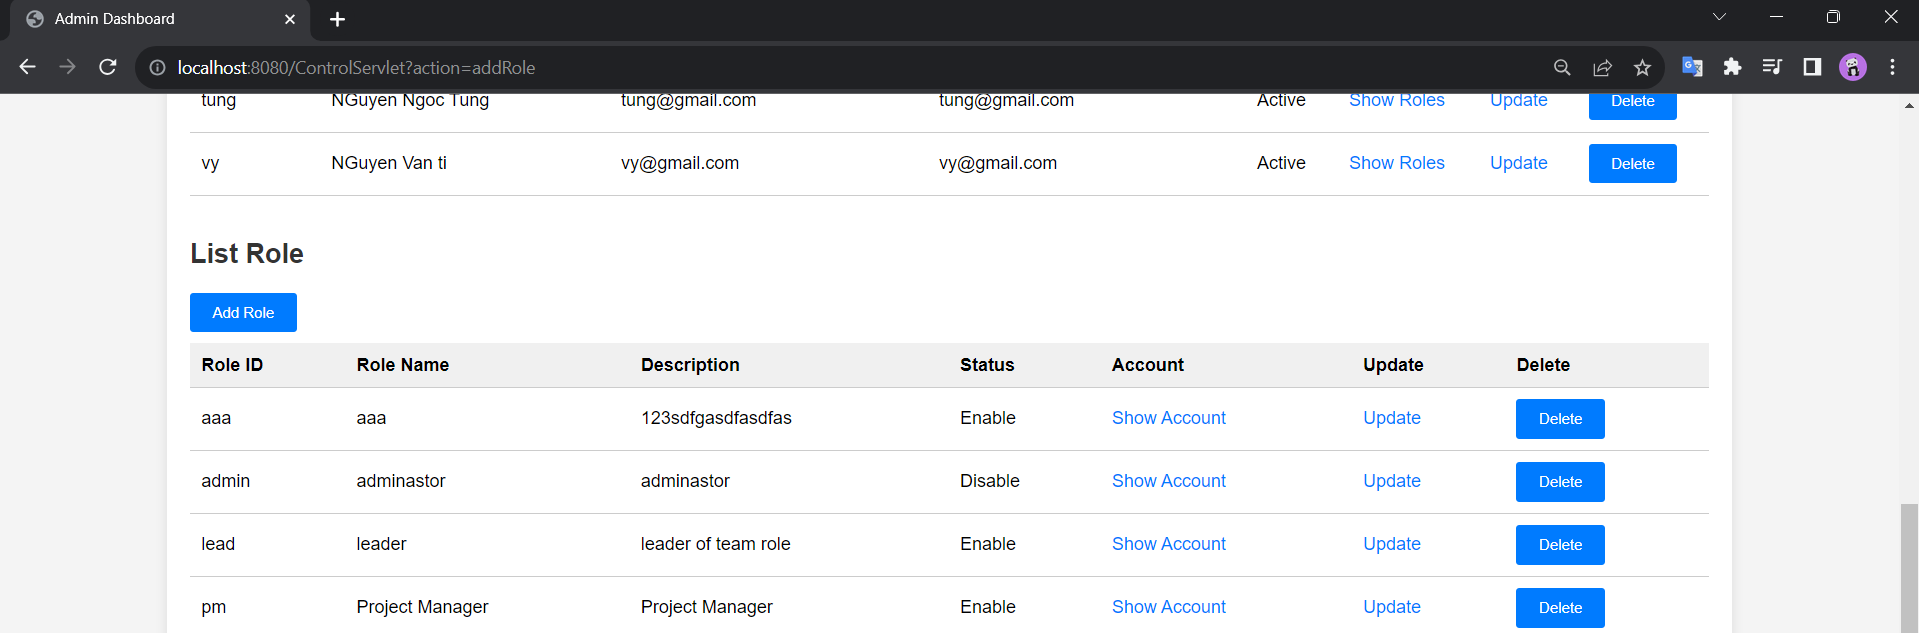 Admin Dashboard
localhost:8080/ControlServlet?action=addRole
tung NGuyen Ngoc Tung tung@gmail.com tung@gmail.com Active Show Roles Update Delete
vy NGuyen Van ti vy@gmail.com vy@gmail.com Active Show Roles Update Delete
List Role
Add Role
Role ID Role Name Description Status Account Update Delete
aaa aaa 123sdfgasdfasdfas Enable Show Account Update Delete
admin adminastor adminastor Disable Show Account Update Delete
lead leader leader of team role Enable Show Account Update Delete
pm Project Manager Project Manager Enable Show Account Update Delete